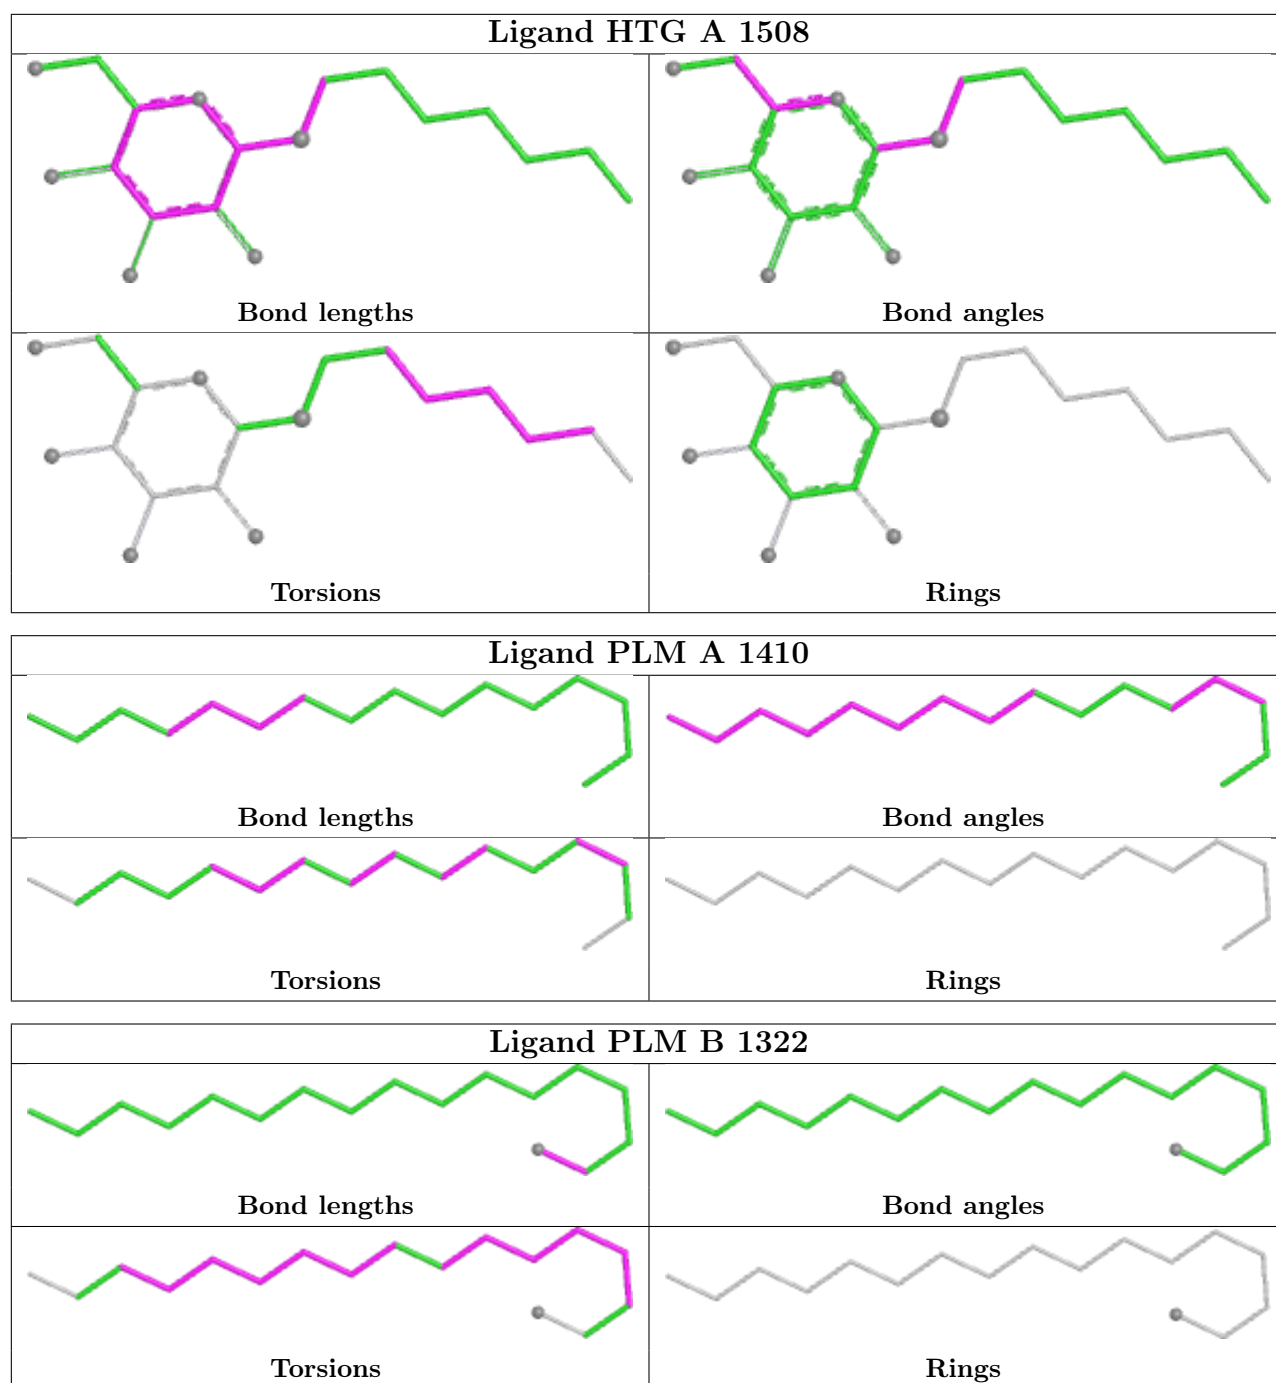 Ligand HTG A 1508
Bond lengths
Bond angles
Torsions
Rings
Ligand PLM A 1410
Bond lengths
Bond angles
Torsions
Rings
Ligand PLM B 1322
Bond lengths
Bond angles
Torsions
Rings